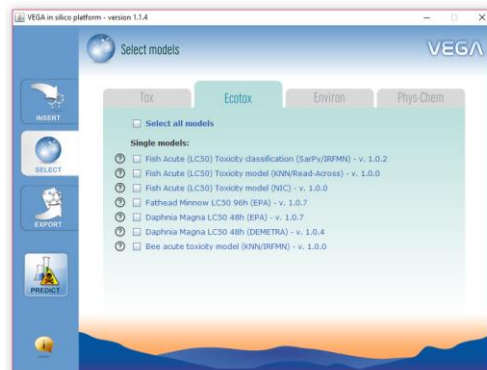 VEGA in silico platform - version 1.1.4
Select models
VEGA
INSERT
SELECT
EXPORT
PREDICT
Tox
Ecotox
Environ
Phys-Chem
Select all models
Single models:
? Fish Acute (LC50) Toxicity classification (SarPy/IRFMN) - v. 1.0.2
? Fish Acute (LC50) Toxicity model (KNN/Read-Across) - v. 1.0.0
? Fish Acute (LC50) Toxicity model (NIC) - v. 1.0.0
? Fathead Minnow LC50 96h (EPA) - v. 1.0.7
? Daphnia Magna LC50 48h (EPA) - v. 1.0.7
? Daphnia Magna LC50 48h (DEMETRA) - v. 1.0.4
? Bee acute toxicity model (KNN/IRFMN) - v. 1.0.0